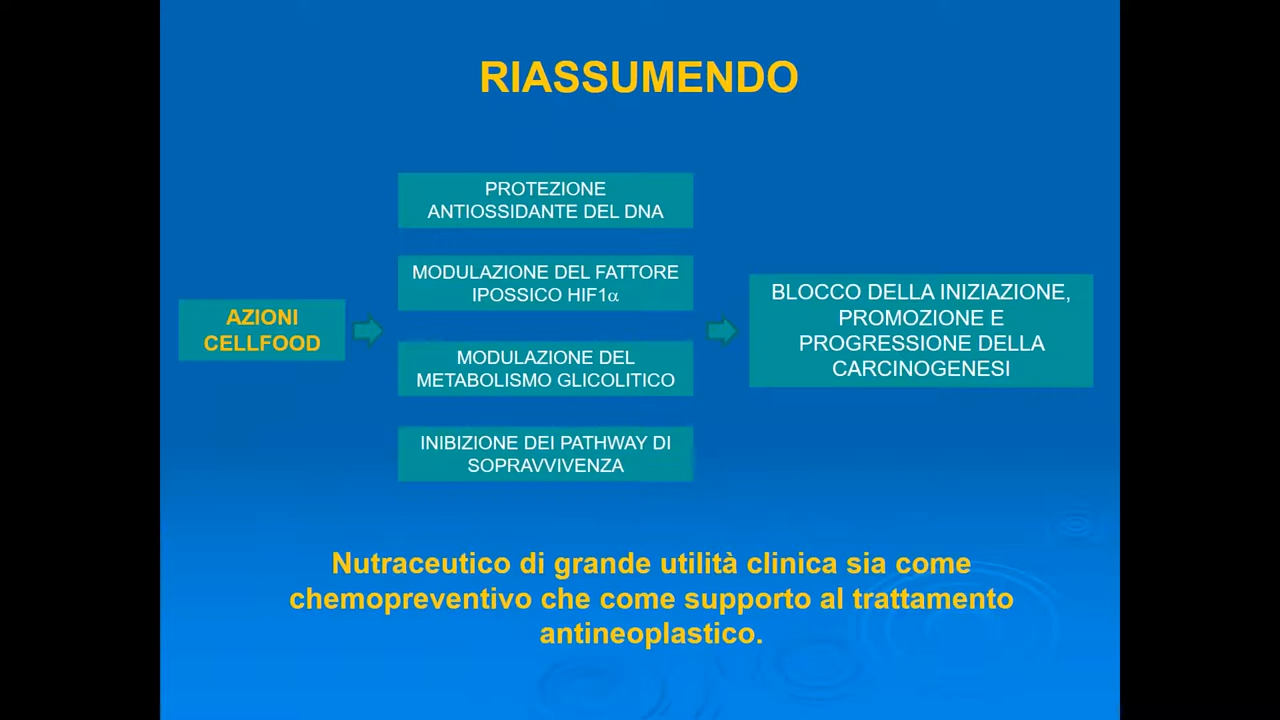 RIASSUMENDO
PROTEZIONE
ANTIOSSIDANTE DEL DNA
MODULAZIONE DEL FATTORE
IPOSSICO HIF1α
AZIONI
CELLFOOD
MODULAZIONE DEL
METABOLISMO GLICOLITICO
INIBIZIONE DEI PATHWAY DI
SOPRAVVIVENZA
BLOCCO DELLA INIZIAZIONE,
PROMOZIONE E
PROGRESSIONE DELLA
CARCINOGENESI
Nutraceutico di grande utilità clinica sia come
chemopreventivo che come supporto al trattamento
antineoplastico.